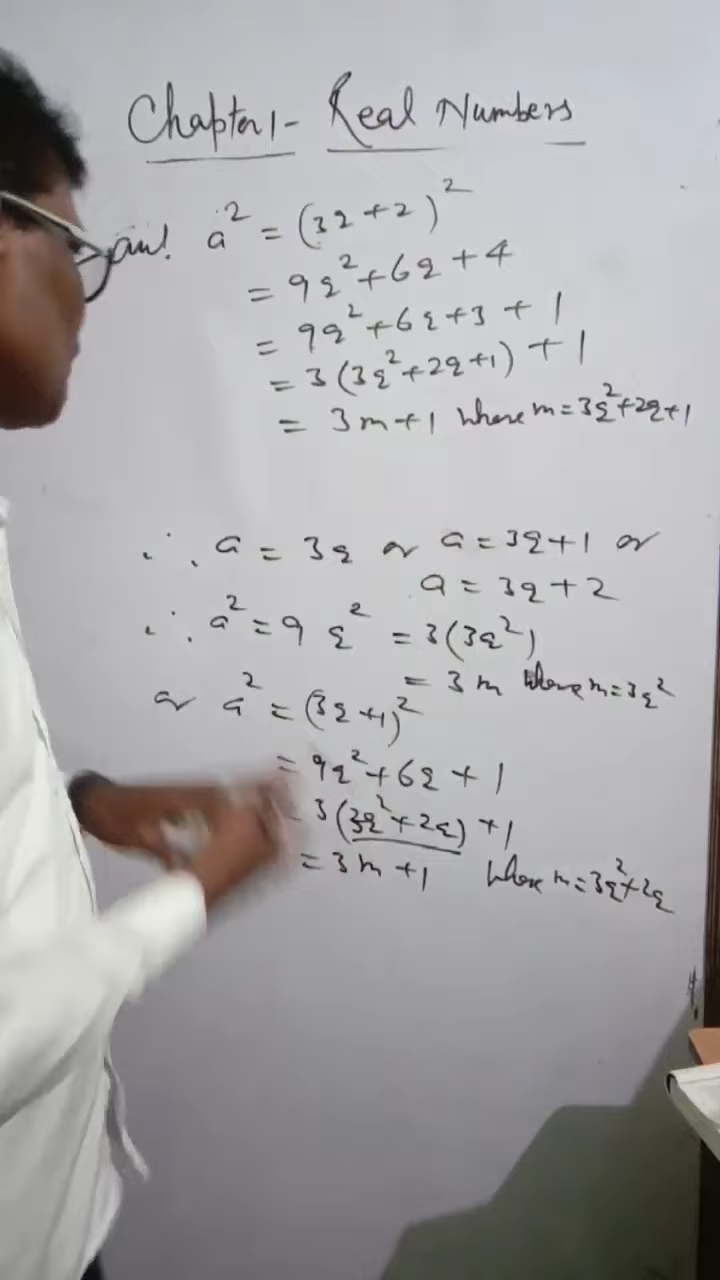 Chapter 1 - Real Numbers
an! a² = (3q+2)²
= 9q²+6q+4
= 9q²+6q+3+1
= 3(3q²+2q+1)+1
= 3m+1 where m=3q²+2q+1
∴ a = 3q or a=3q+1 or
a = 3q+2
∴ a² = 9q² = 3(3q²)
= 3m where m=3q²
or a² = (3q+1)²
= 9q²+6q+1
= 3(3q²+2q)+1
= 3m+1 where m=3q²+2q